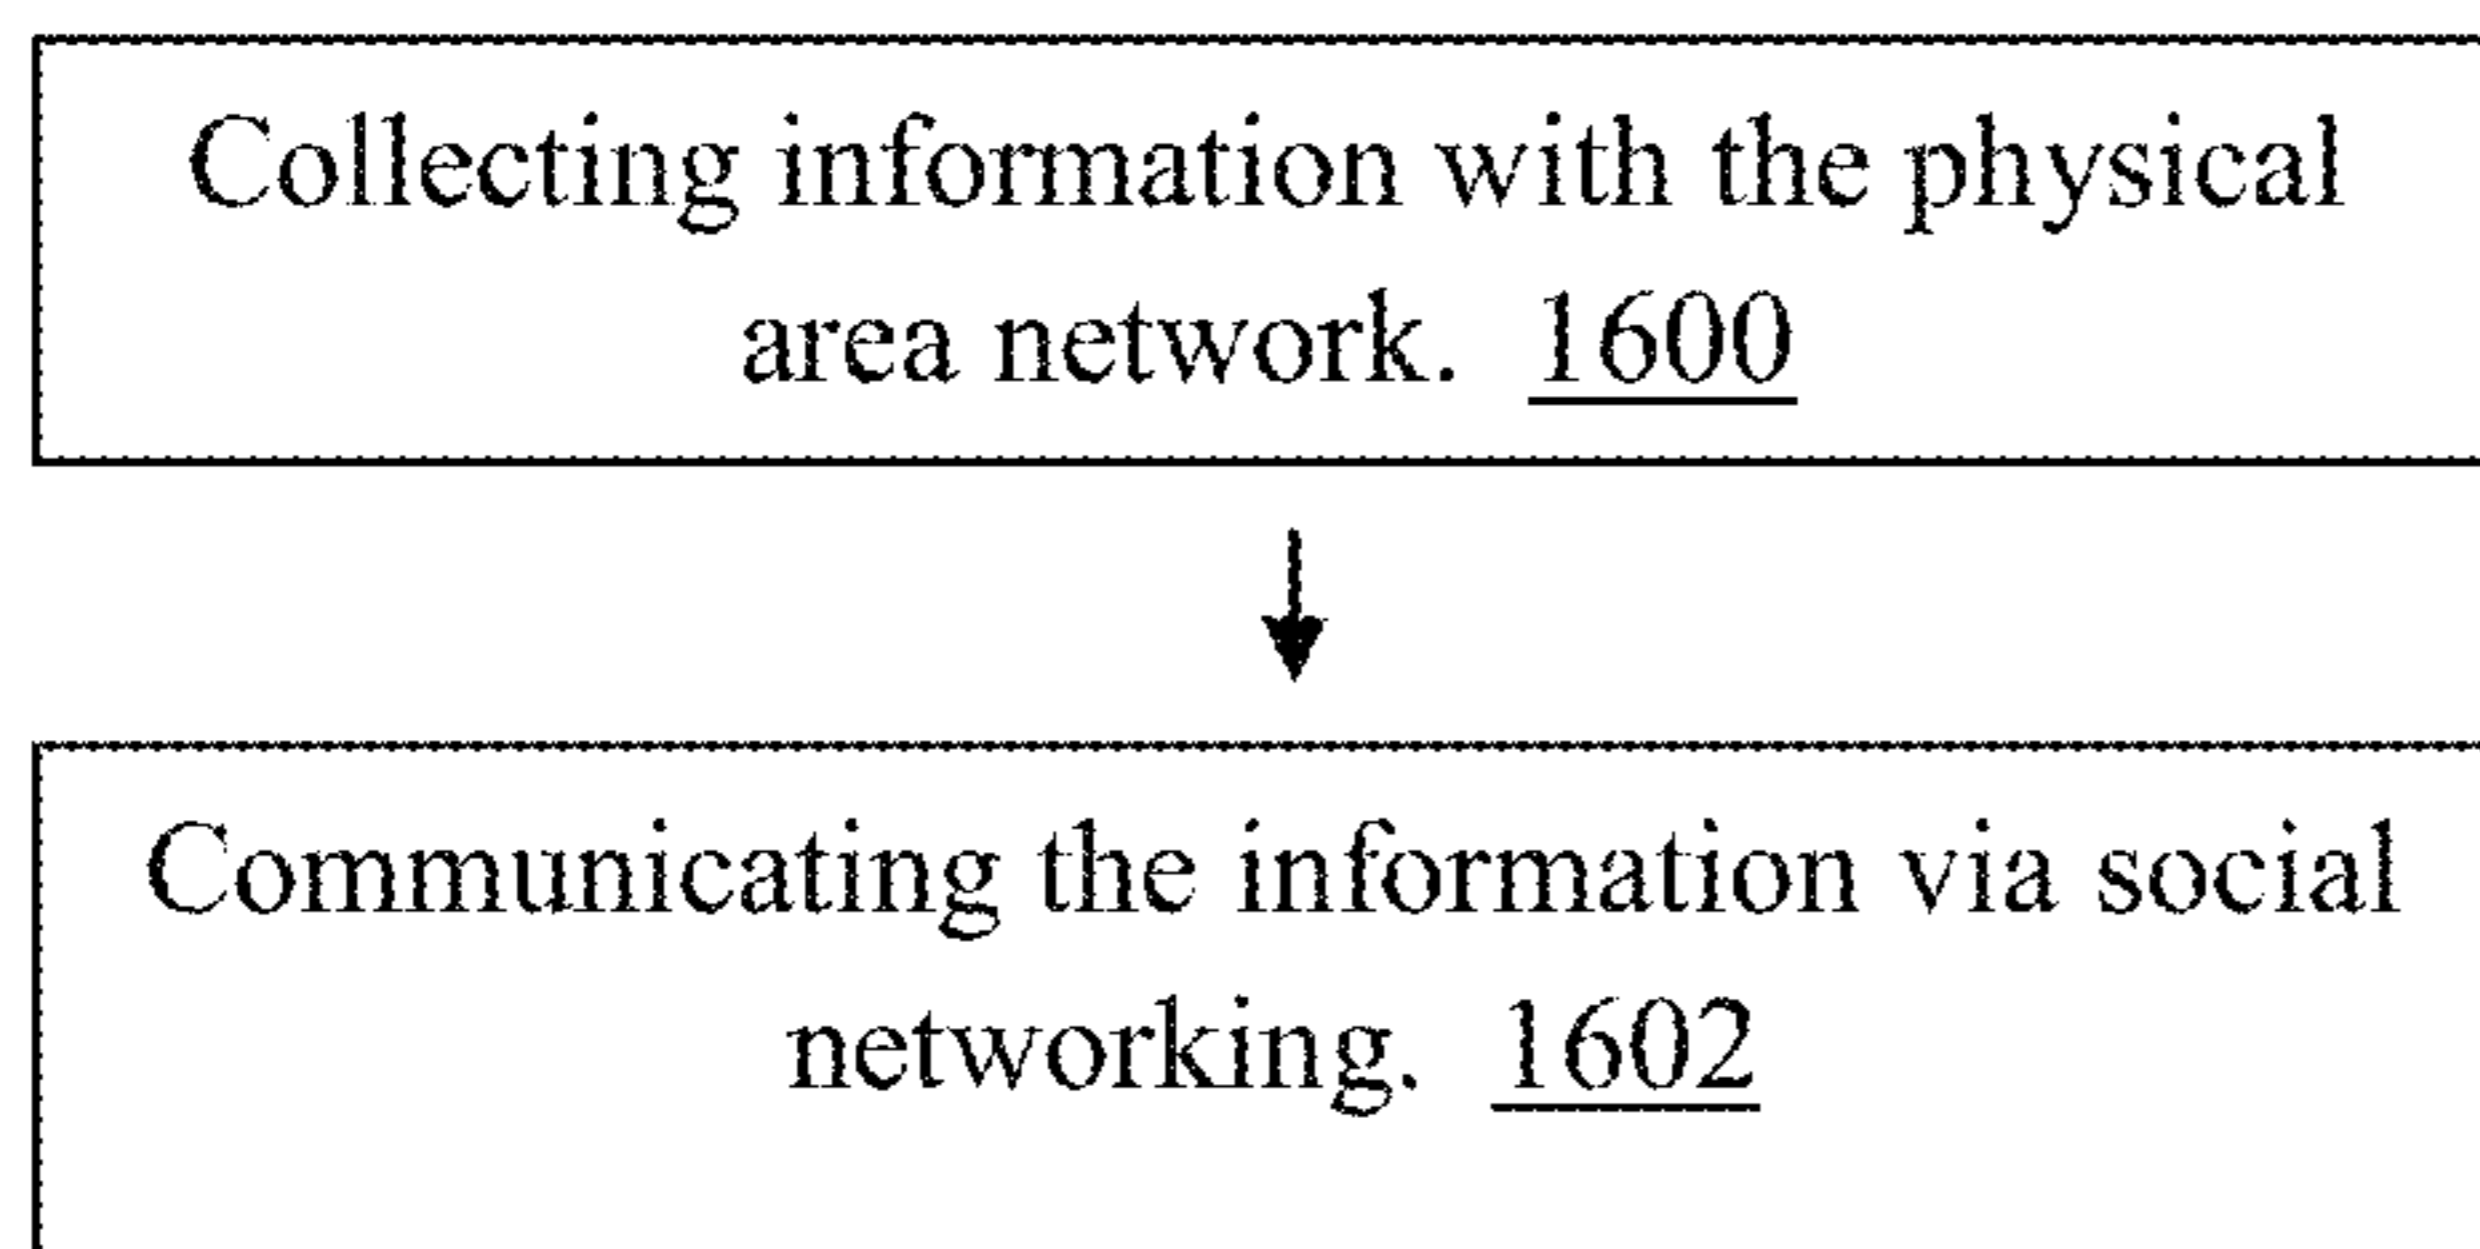 Collecting information with the physical
area network. 1600
Communicating the information via social
networking. 1602